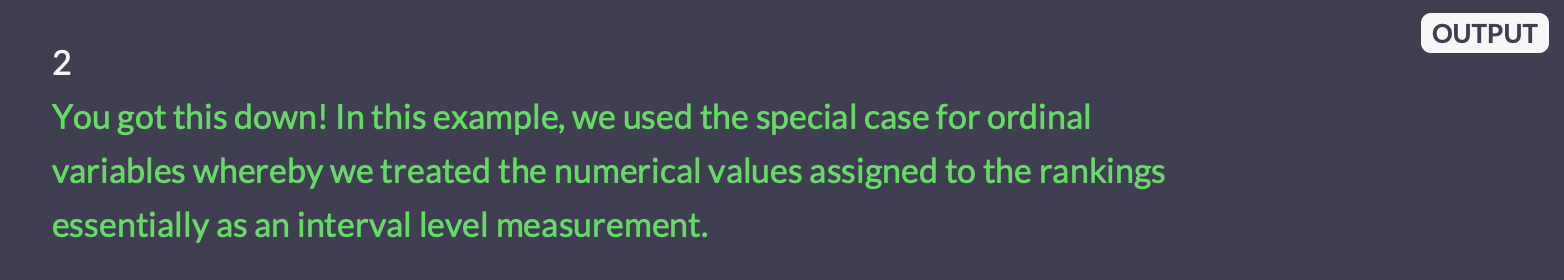 OUTPUT
2
You got this down! In this example, we used the special case for ordinal
variables whereby we treated the numerical values assigned to the rankings
essentially as an interval level measurement.